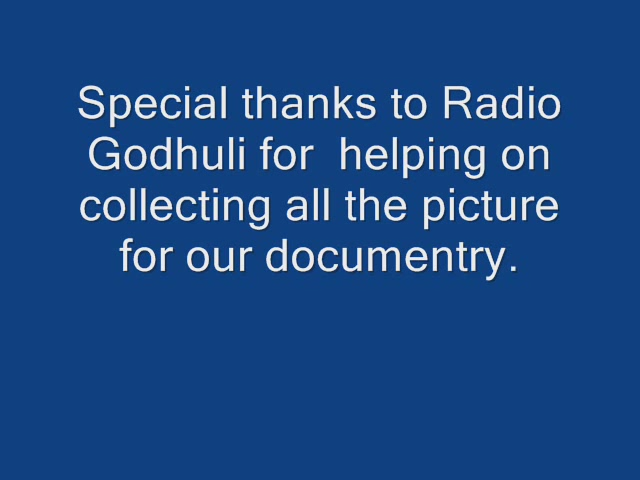 Special thanks to Radio
Godhuli for  helping on
collecting all the picture
for our documentry.